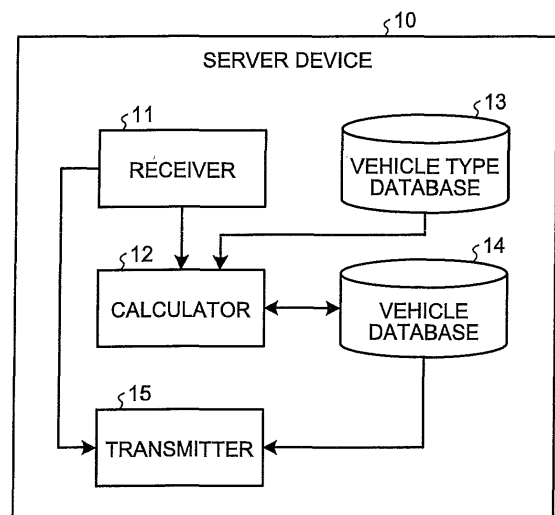 10
SERVER DEVICE
11
RECEIVER
13
VEHICLE TYPE
DATABASE
12
CALCULATOR
14
VEHICLE
DATABASE
15
TRANSMITTER